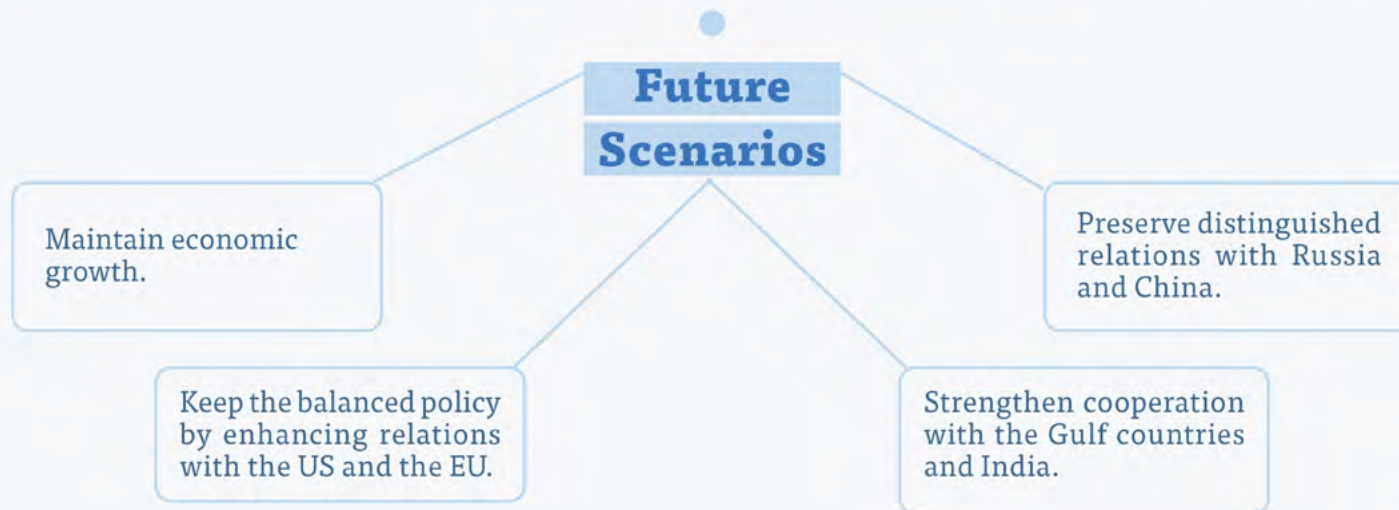 Future
Scenarios
Maintain economic
growth.
Preserve distinguished
relations with Russia
and China.
Keep the balanced policy
by enhancing relations
with the US and the EU.
Strengthen cooperation
with the Gulf countries
and India.